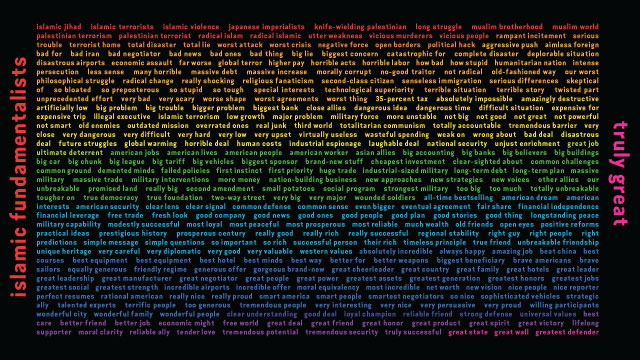 islamic fundamentalists
islamic jihad islamic terrorists islamic violence japanese imperialists knife-wielding palestinian long struggle muslim brotherhood muslim world
palestinian terrorism palestinian terrorist radical islam radical islamic utter weakness vicious murderers vicious people rampant incitement serious
trouble terrorist home total disaster total lie worst attack worst crisis negative force open borders political hack aggressive push aimless foreign
bad for bad iran bad negotiator bad news bad ones bad thing big lie biggest concern catastrophic for complete disaster deplorable situation
disastrous airports economic assault far worse global terror higher pay horrible acts horrible labor how bad how stupid humanitarian nation intense
persecution less sense many horrible massive debt massive increase morally corrupt no-good traitor not radical old-fashioned way our west
philosophical struggle radical change really shocking religious fanaticism second-class citizen senseless immigration serious differences skeptical
of so bloated so preposterous so stupid so tough special interests technological superiority terrible situation terrible story twisted part
unprecedented effort very bad very scary worse shape worst agreements worst thing 35-percent tax absolutely impossible amazingly destructive
artificially low big problem big trouble bigger problem biggest bank close allies dangerous idea dangerous time difficult situation expensive for
expensive trip illegal executive islamic terrorism low growth major problem military forces more unstable not big not good not great not powerful
not smart old enemies outdated mission overrated ones real junk third world totalitarian communism totally accountable tremendous barrier very
close very dangerous very difficult very hard very low very upset virtually useless wasteful spending weak on wrong about bad deal disastrous
deal future struggles global warming horrible deal human costs industrial espionage laughable deal national security unjust enrichment great job
ultimate deterrent american jobs american lives american people american worker asian allies big accounting big banks big believers big buildings
big car big chunk big league big tariff big vehicles biggest sponsor brand-new stuff cheapest investment clear-sighted about common challenges
common ground demented minds failed policies first instinct first priority huge trade industrial-sized military long-term debt long-term plan massive
military massive trade military interventions more money nation-building business new approaches new strategies new voices other allies our
unbreakable promised land really big second amendment small potatoes social program strongest military too big too much totally unbreakable
tougher on true democracy true foundation two-way street very big very major wounded soldiers all-time bestselling american dream american
interests american security clear lens clear signal common defense common sense even bigger eventual agreement fair share financial independence
financial leverage free trade fresh look good company good news good ones good people good plan good stories good thing longstanding peace
military capability modestly successful most loyal most peaceful most prosperous most reliable much wealth old friends open eyes positive reforms
practical ideas prestigious history prosperous century really good really rich really successful regional stability right guy right people right
predictions simple message simple questions so important so rich successful person their rich timeless principle true friend unbreakable friendship
unique heritage very careful very diplomatic very good very valuable western values absolutely incredible always happy amazing job beat china best
courses best equipment best equipment best hotel best minds best way better for better weapons biggest beneficiary brave americans brave
sailors equally generous friendly regime generous offer gorgeous brand-new great cheerleader great country great family great hotels great leader
great leadership great manufacturer great negotiator great people great power greatest assets greatest generation greatest honors greatest jobs
greatest social greatest strength incredible airports incredible offer moral equivalency most incredible net worth new vision nice people nice reporter
perfect resumes rational american really nice really proud smart america smart people smartest negotiators so nice sophisticated vehicles strategic
ally talented experts terrific people too generous tremendous people very interesting very nice very persuasive very proud willing participants
wonderful city wonderful family wonderful people clear understanding good deal loyal champion reliable friend strong defense universal values best
care better friend better job economic might free world great deal great friend great honor great product great spirit great victory lifelong
supporter moral clarity reliable ally tender love tremendous potential tremendous security truly successful great state great wall greatest defender
truly great